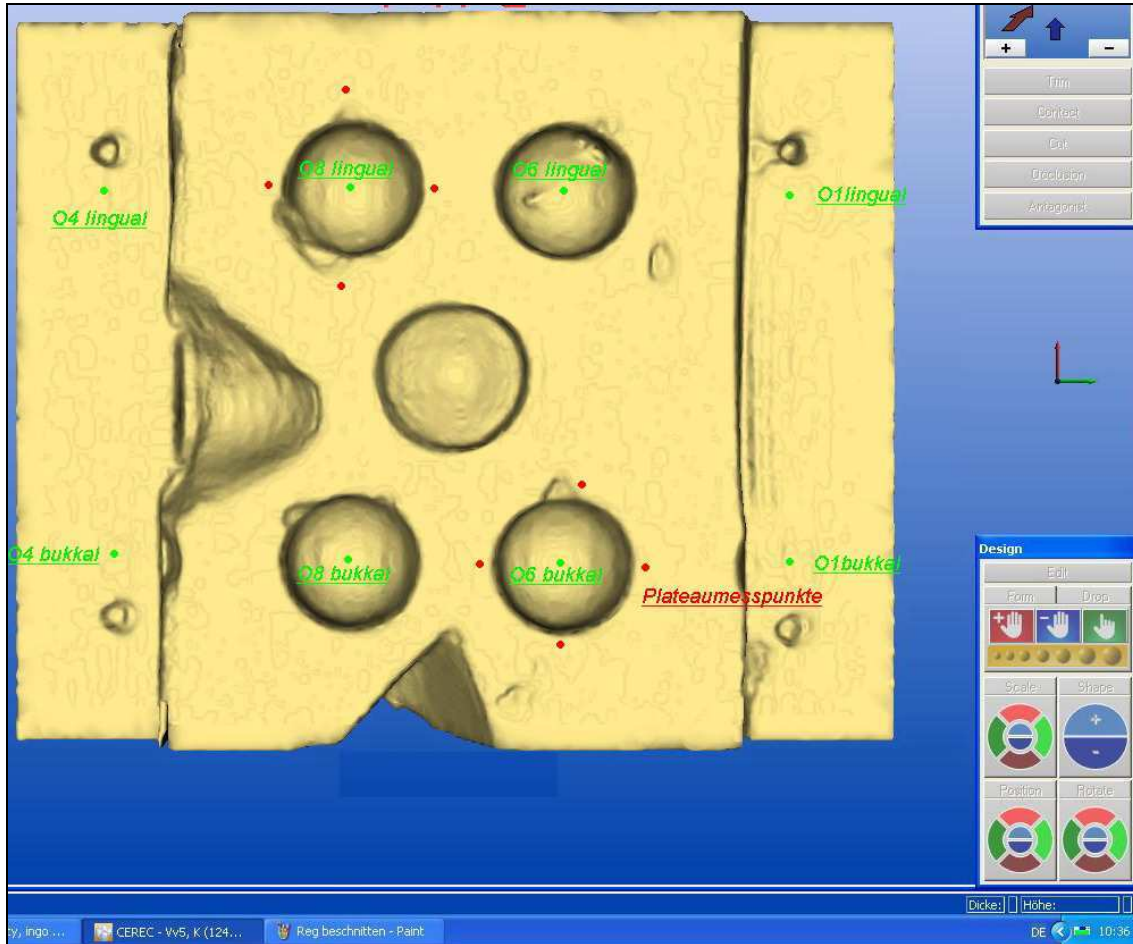 + -
Trim
Contact
Cut
Occlusion
Antagonist
O8 lingual
O6 lingual
O4 lingual
O1lingual
O4 bukkal
O8 bukkal
O6 bukkal
O1bukkal
Plateaumesspunkte
Design
Edit
Form Drop
Scale Shape
Position Rotate
Dicke: Höhe:
ty, ingo ... CEREC - Vv5, K (124... Reg beschnitten - Paint DE 10:36